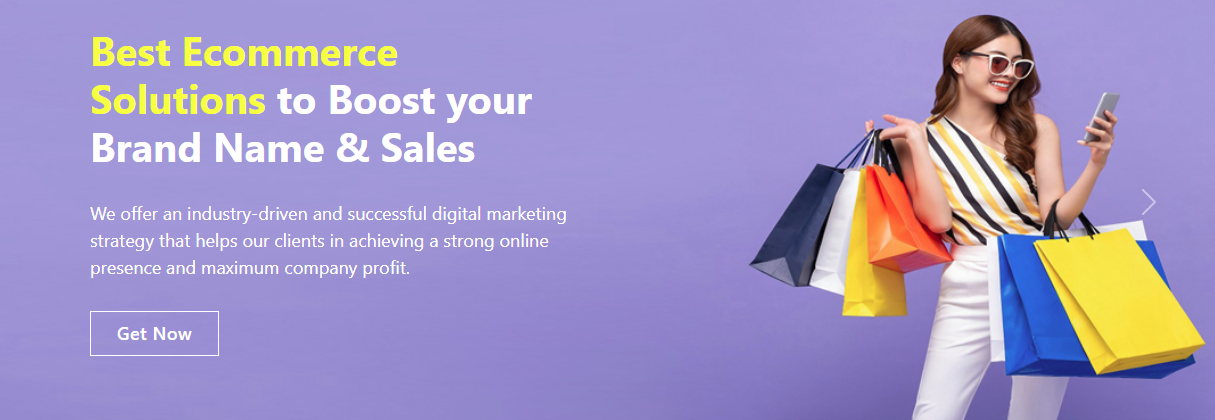 Best Ecommerce
Solutions to Boost your
Brand Name & Sales
We offer an industry-driven and successful digital marketing
strategy that helps our clients in achieving a strong online
presence and maximum company profit.
Get Now